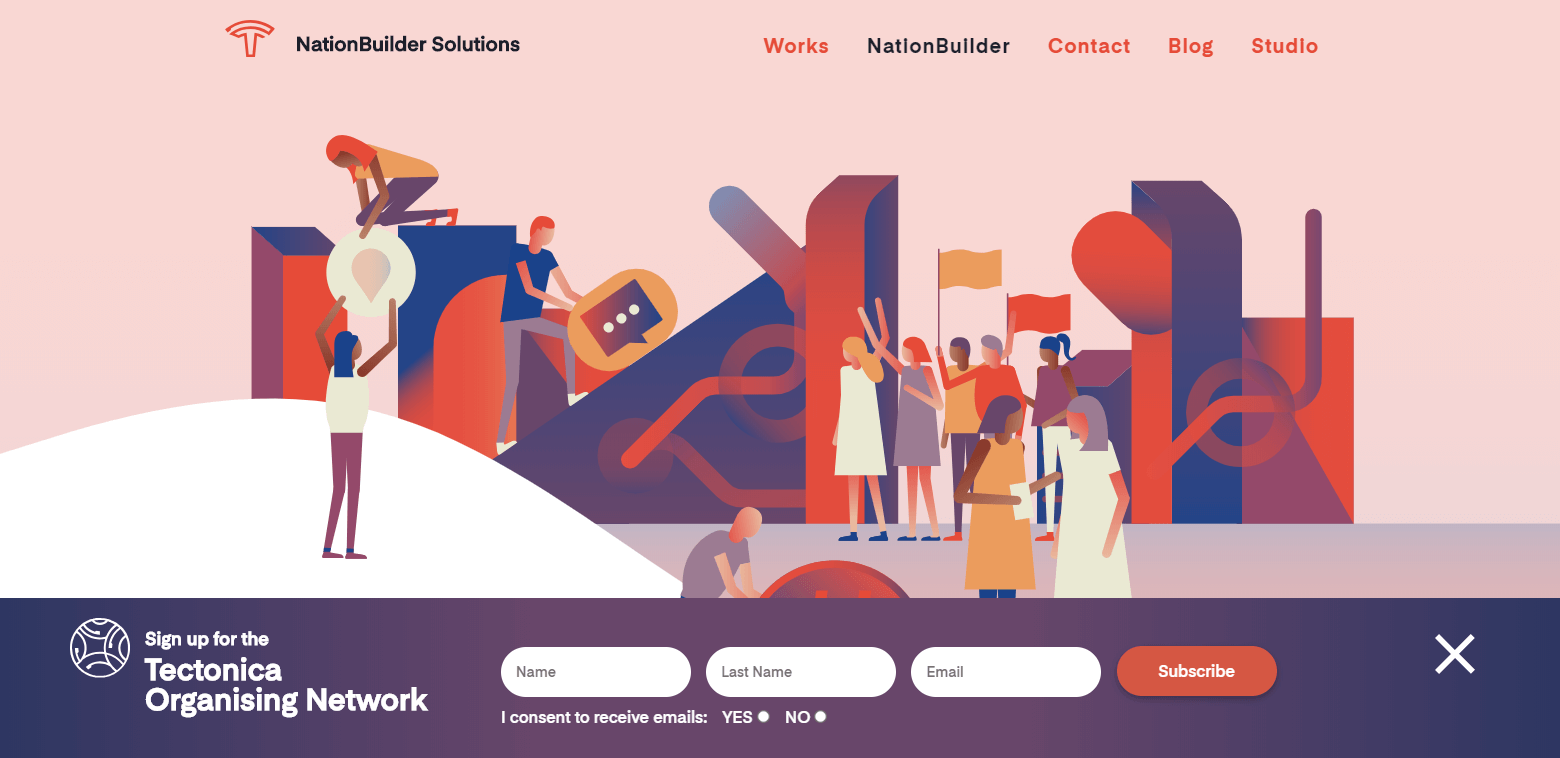 NationBuilder Solutions
Works NationBuilder Contact Blog Studio
Sign up for the
Tectonica
Organising Network
Name Last Name Email Subscribe
I consent to receive emails: YES NO